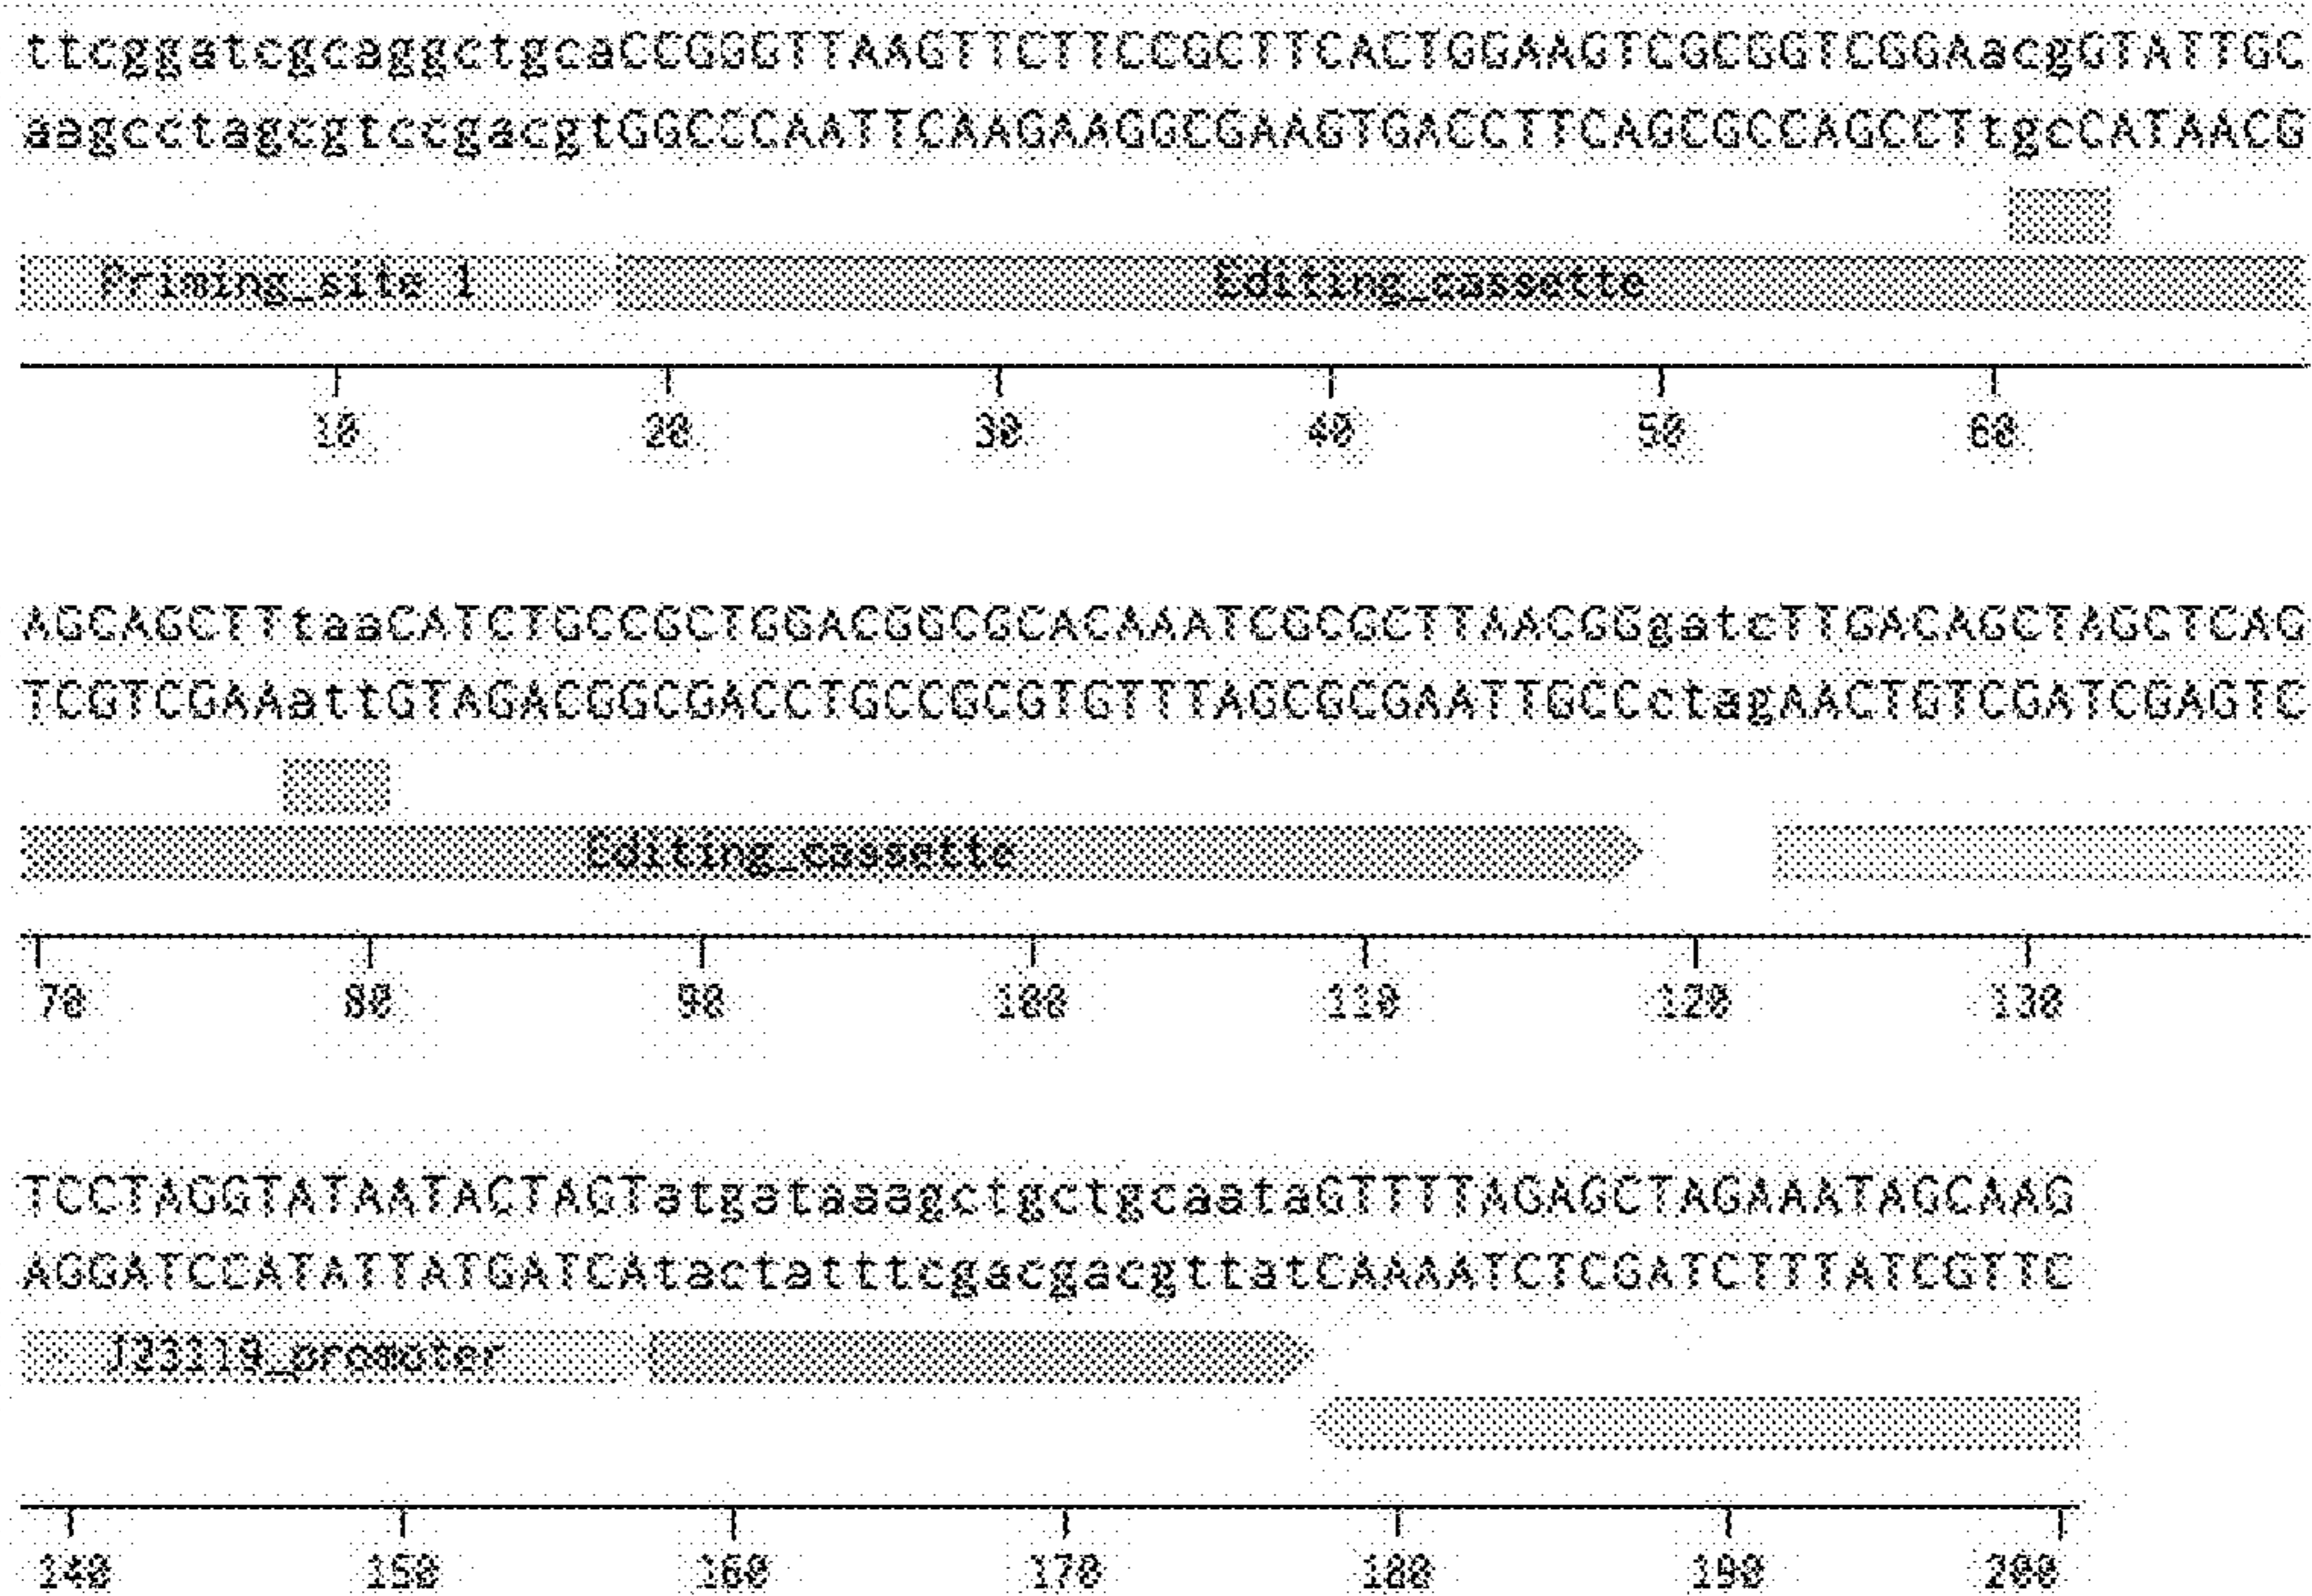 ttcggatcgcaggctgcaCCGGGTTAAGTTCTTCCGCTTCACTGGAAGTCGCGGTCGGAacgGTATTGC
aagcctagcgtccgacgtGGCCCAATTCAAGAAGGCGAAGTGACCTTCAGCGCCAGCCTtgcCATAACG
Priming_site 1 Editing_cassette
10 20 30 40 50 60
AGCAGCTTtaaCATCTGCCGCTGGACGGCGCACAAATCGCGCTTAACGGgatcTTGACAGCTAGCTCAG
TCGTCGAAattGTAGACGGCGACCTGCCGCGTGTTTAGCGCGAATTGCCctagAACTGTCGATCGAGTC
Editing_cassette
70 80 90 100 110 120 130
TCCTAGGTATAATACTAGTatgataaagctgctgcaataGTTTTAGAGCTAGAAATAGCAAG
AGGATCCATATTATGATCAtactatttcgacgacgttatCAAAATCTCGATCTTTATCGTTC
J23119_promoter
140 150 160 170 180 190 200